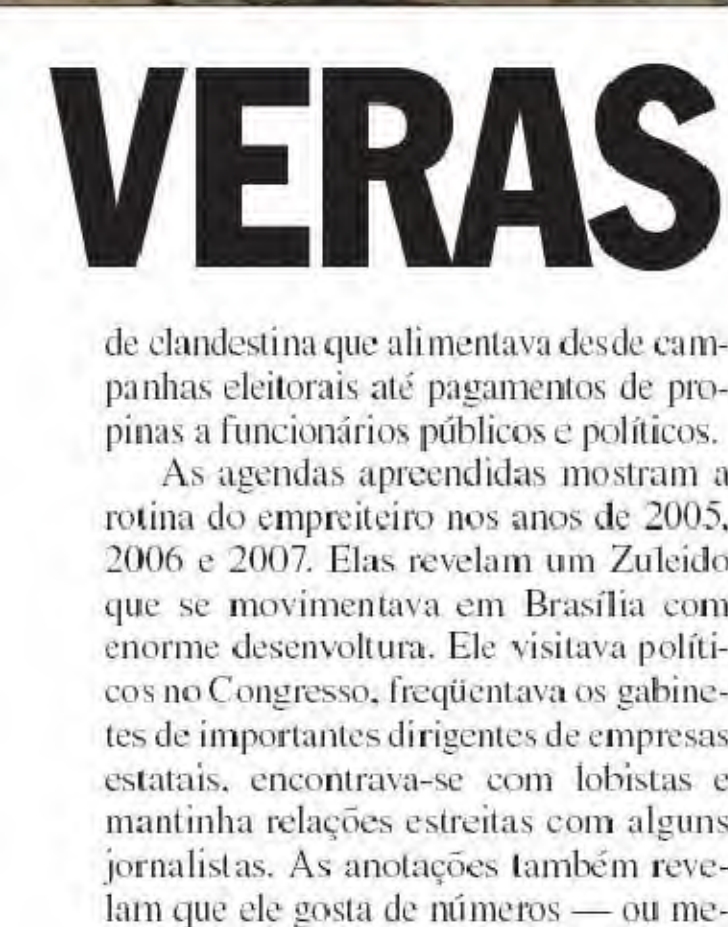 VERAS
de clandestina que alimentava desde cam-
panhas eleitorais até pagamentos de pro-
pinas a funcionários públicos e políticos.
As agendas apreendidas mostram a
rotina do empreiteiro nos anos de 2005,
2006 e 2007. Elas revelam um Zuleido
que se movimentava em Brasília com
enorme desenvoltura. Ele visitava políti-
cos no Congresso, freqüentava os gabine-
tes de importantes dirigentes de empresas
estatais, encontrava-se com lobistas e
mantinha relações estreitas com alguns
jornalistas. As anotações também reve-
lam que ele gosta de números — ou me-